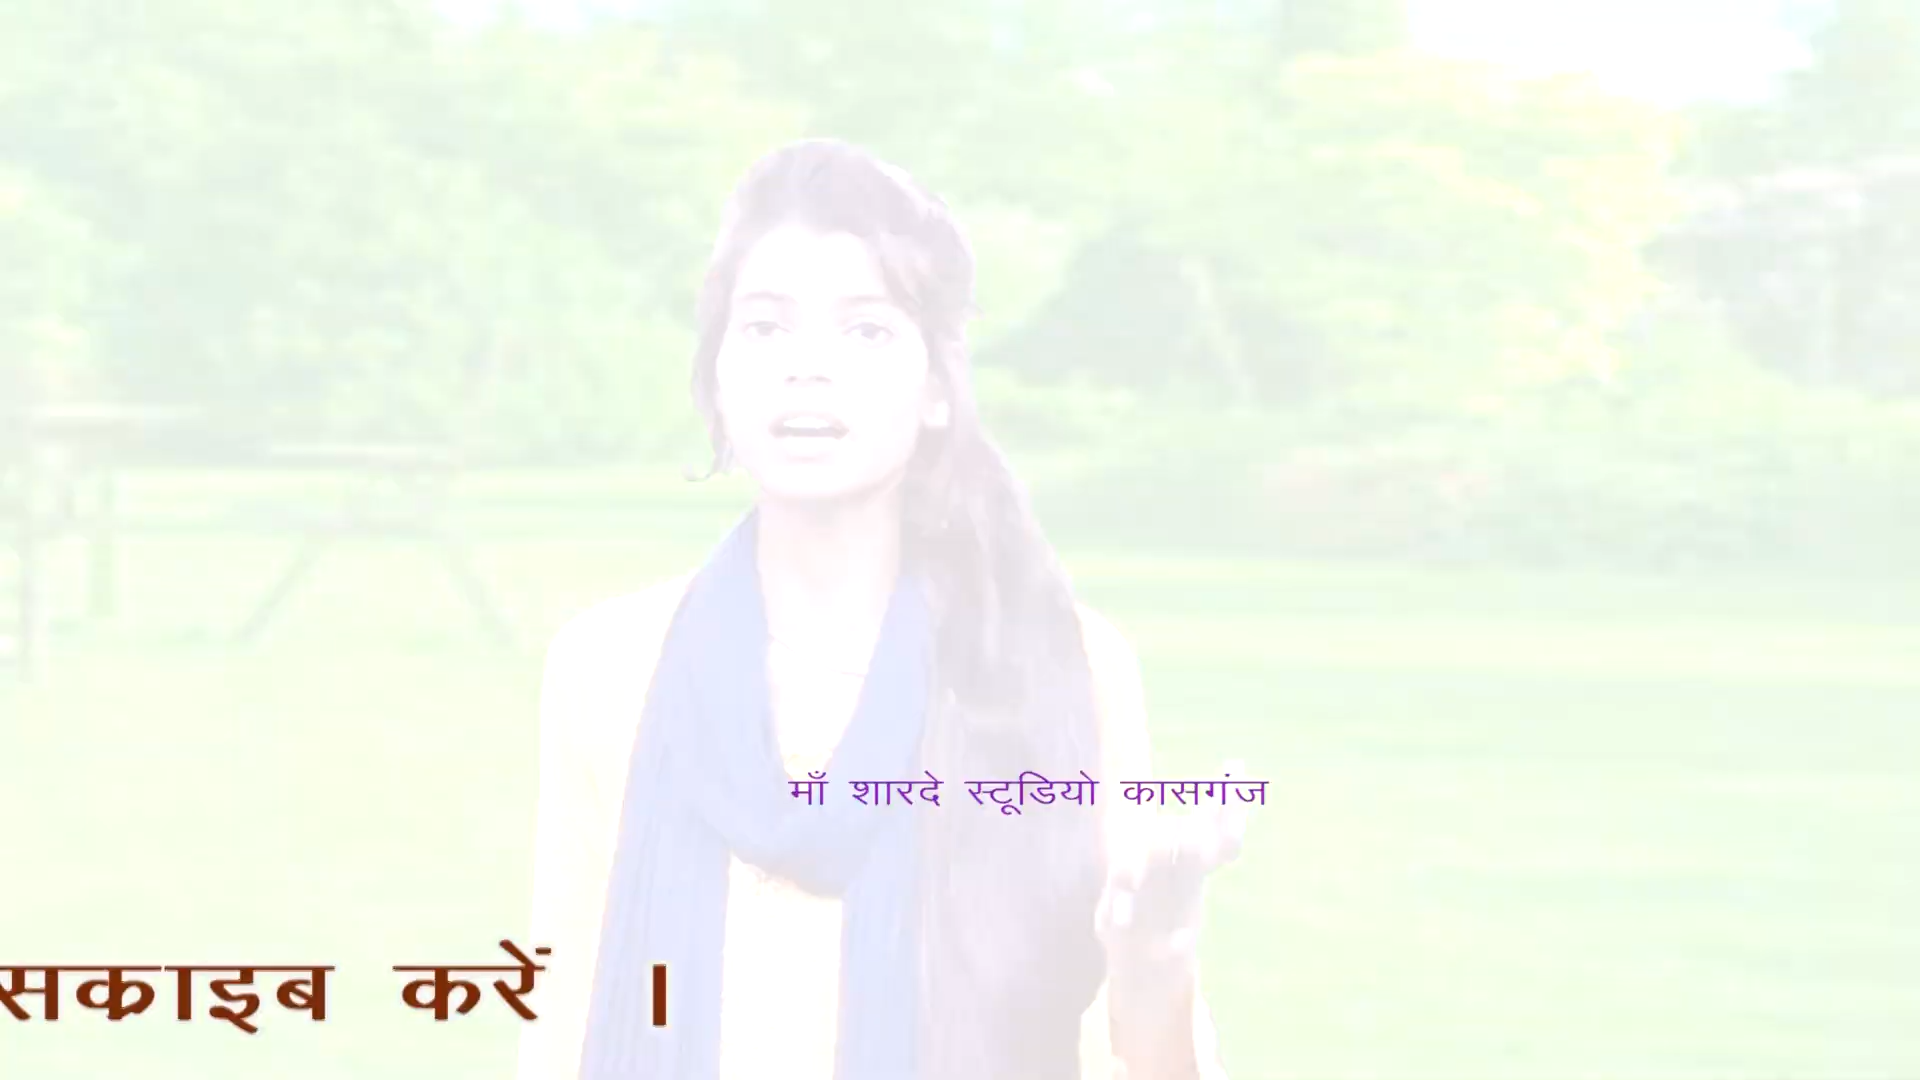 माँ शारदे स्टूडियो कासगंज
सक्राइब करें ।